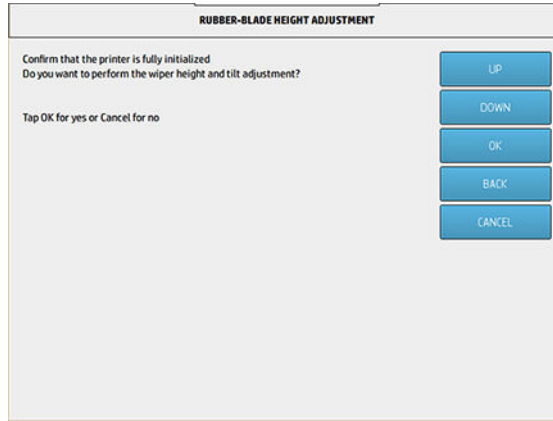 RUBBER-BLADE HEIGHT ADJUSTMENT
Confirm that the printer is fully initialized
Do you want to perform the wiper height and tilt adjustment?
Tap OK for yes or Cancel for no
UP
DOWN
OK
BACK
CANCEL